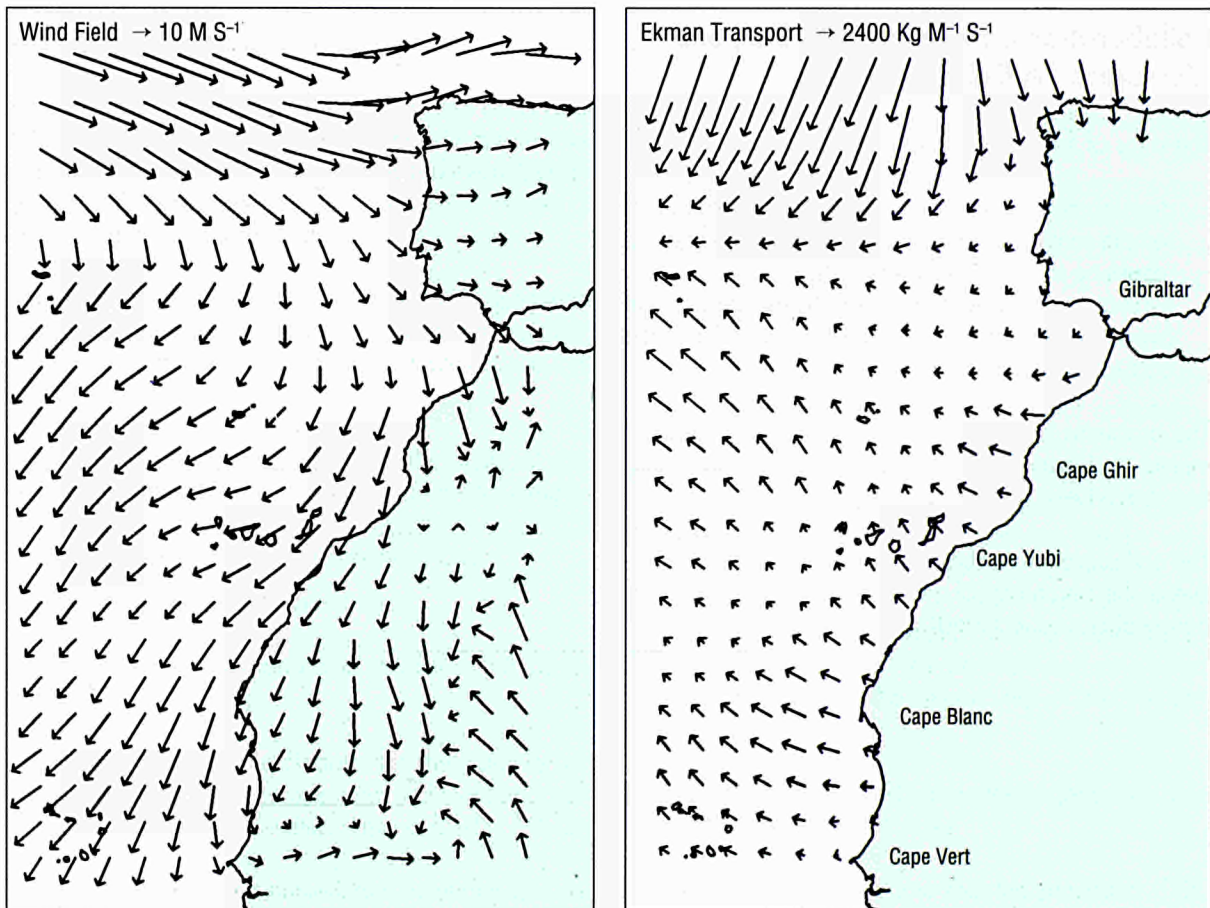 Wind Field → 10 M S⁻¹
Ekman Transport → 2400 Kg M⁻¹ S⁻¹
Gibraltar
Cape Ghir
Cape Yubi
Cape Blanc
Cape Vert